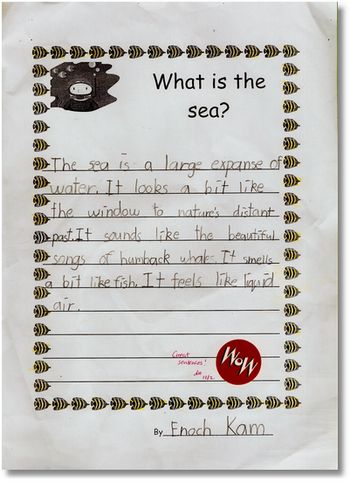 What is the
sea?
The sea is a large expanse of
water. It looks a bit like
the window to nature's distant
past. It sounds like the beautiful
songs of humback whales. It smells
a bit like fish. It feels like liquid
air.
Great
sentences!
WOW
By Enoch Kam